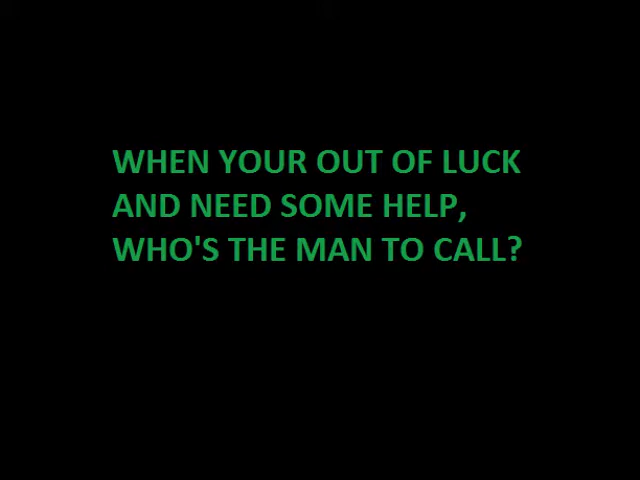 WHEN YOUR OUT OF LUCK
AND NEED SOME HELP,
WHO'S THE MAN TO CALL?